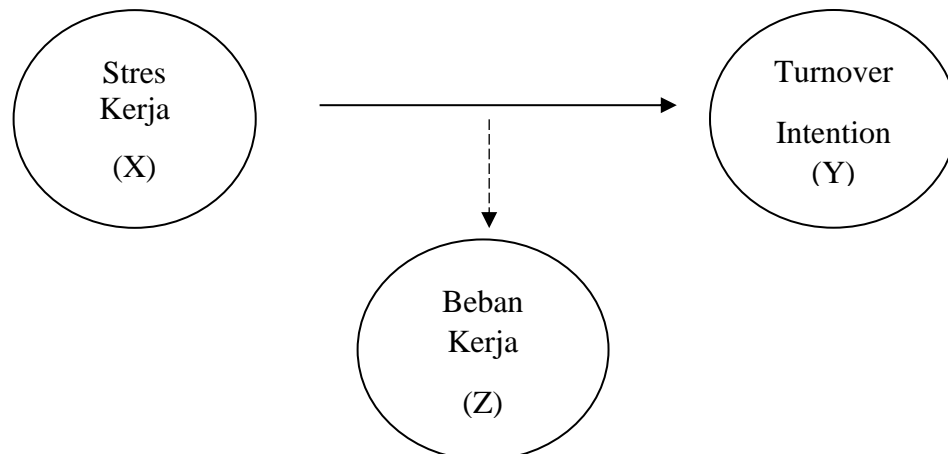 Stres
Kerja
(X)
Turnover
Intention
(Y)
Beban
Kerja
(Z)